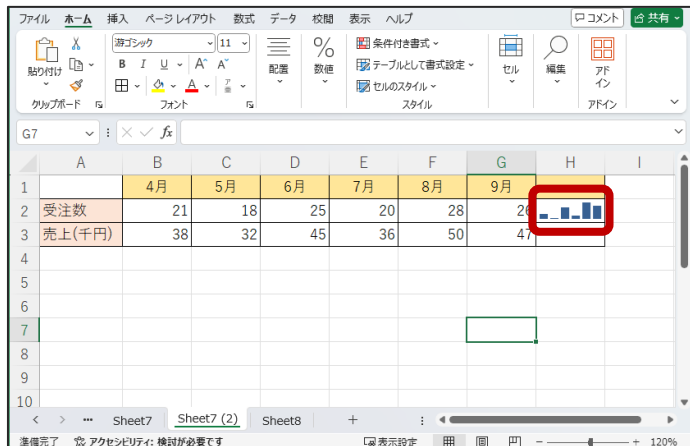 ファイル ホーム 挿入 ページ レイアウト 数式 データ 校閲 表示 ヘルプ コメント 共有
貼り付け 游ゴシック 11 A^ A˅ 配置 % 数値 条件付き書式 テーブルとして書式設定 セルのスタイル セル 編集 アドイン
B I U A ア亜
クリップボード フォント スタイル アドイン
G7 fx
A B C D E F G H I
1 4月 5月 6月 7月 8月 9月
2 受注数 21 18 25 20 28 26
3 売上(千円) 38 32 45 36 50 47
4
5
6
7
8
9
10
Sheet7 Sheet7 (2) Sheet8 +
準備完了 アクセシビリティ: 検討が必要です 表示設定 - + 120%